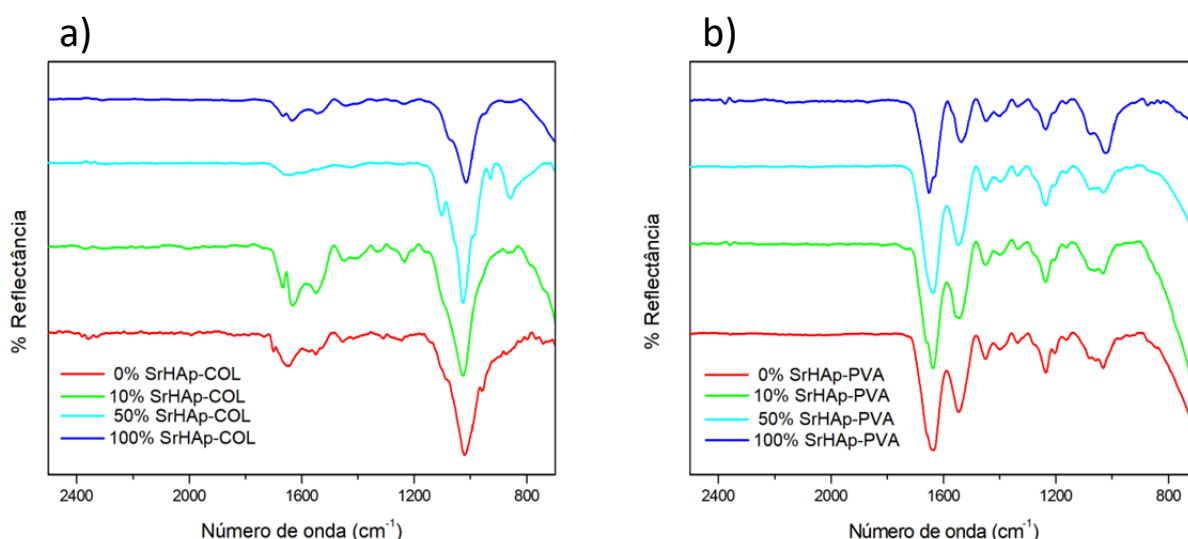 a)
% Reflectância
0% SrHAp-COL
10% SrHAp-COL
50% SrHAp-COL
100% SrHAp-COL
2400 2000 1600 1200 800
Número de onda (cm⁻¹)
b)
% Reflectância
0% SrHAp-PVA
10% SrHAp-PVA
50% SrHAp-PVA
100% SrHAp-PVA
2400 2000 1600 1200 800
Número de onda (cm⁻¹)